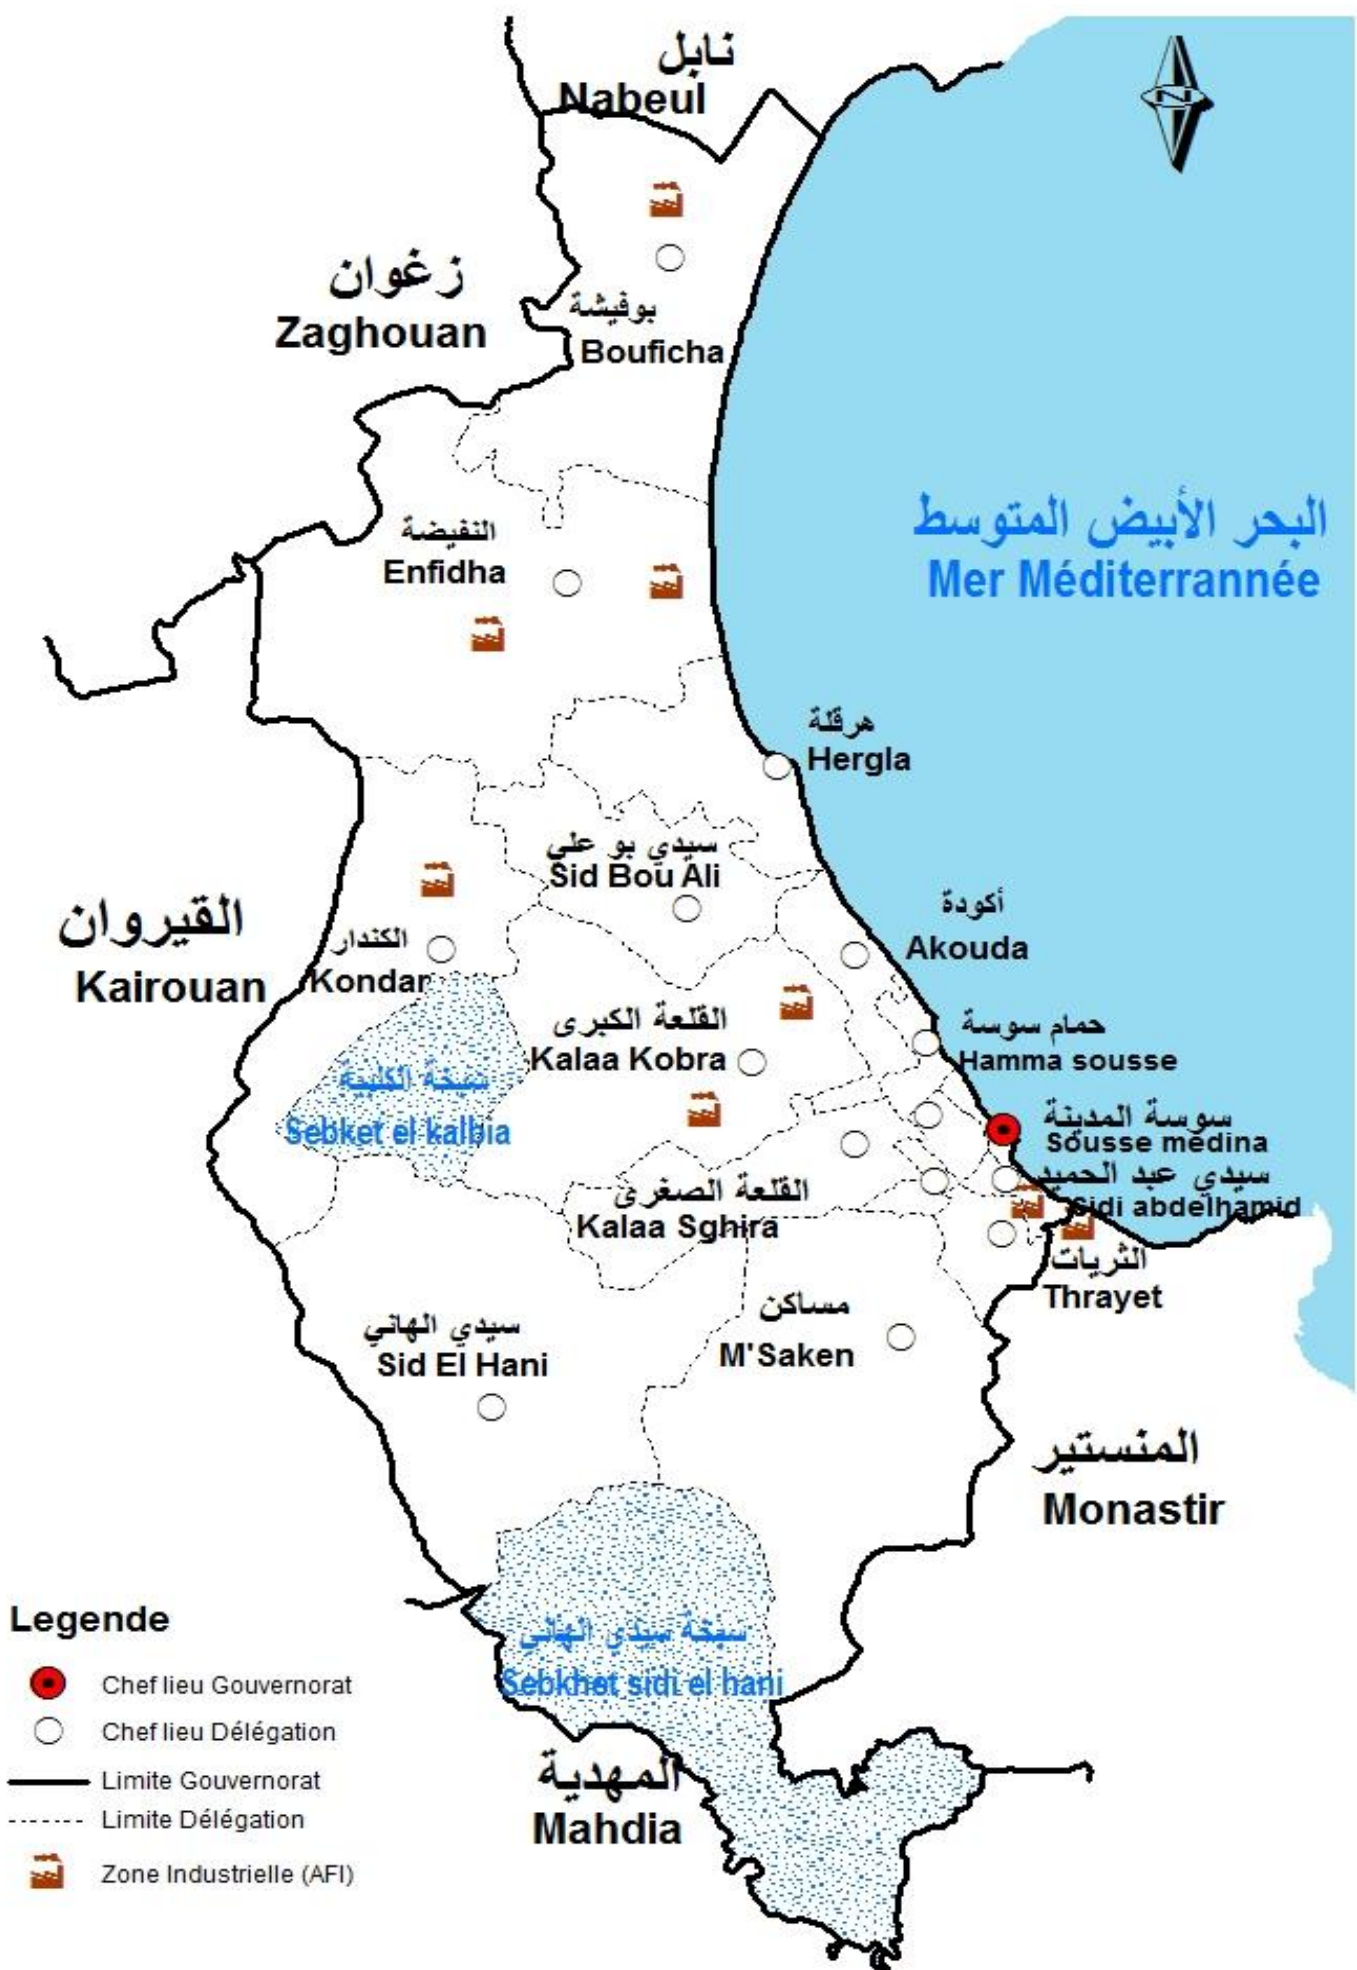 نابل
Nabeul
N
زغوان
Zaghouan
بوفيشة
Bouficha
البحر الأبيض المتوسط
Mer Méditerrannée
النفيضة
Enfidha
هرقلة
Hergla
سيدي بو علي
Sid Bou Ali
القيروان
Kairouan
الكندار
Kondar
أكودة
Akouda
القلعة الكبرى
Kalaa Kobra
حمام سوسة
Hamma sousse
سبخة الكلبية
Sebket el kalbia
سوسة المدينة
Sousse médina
سيدي عبد الحميد
Sidi abdelhamid
القلعة الصغرى
Kalaa Sghira
الثريات
Thrayet
مساكن
M'Saken
سيدي الهاني
Sid El Hani
المنستير
Monastir
سبخة سيدي الهاني
Sebkhet sidi el hani
المهدية
Mahdia
Legende
Chef lieu Gouvernorat
Chef lieu Délégation
Limite Gouvernorat
Limite Délégation
Zone Industrielle (AFI)